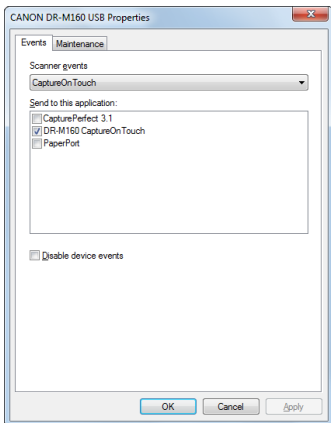 CANON DR-M160 USB Properties
Events Maintenance
Scanner events
CaptureOnTouch
Send to this application:
CapturePerfect 3.1
DR-M160 CaptureOnTouch
PaperPort
Disable device events
OK Cancel Apply